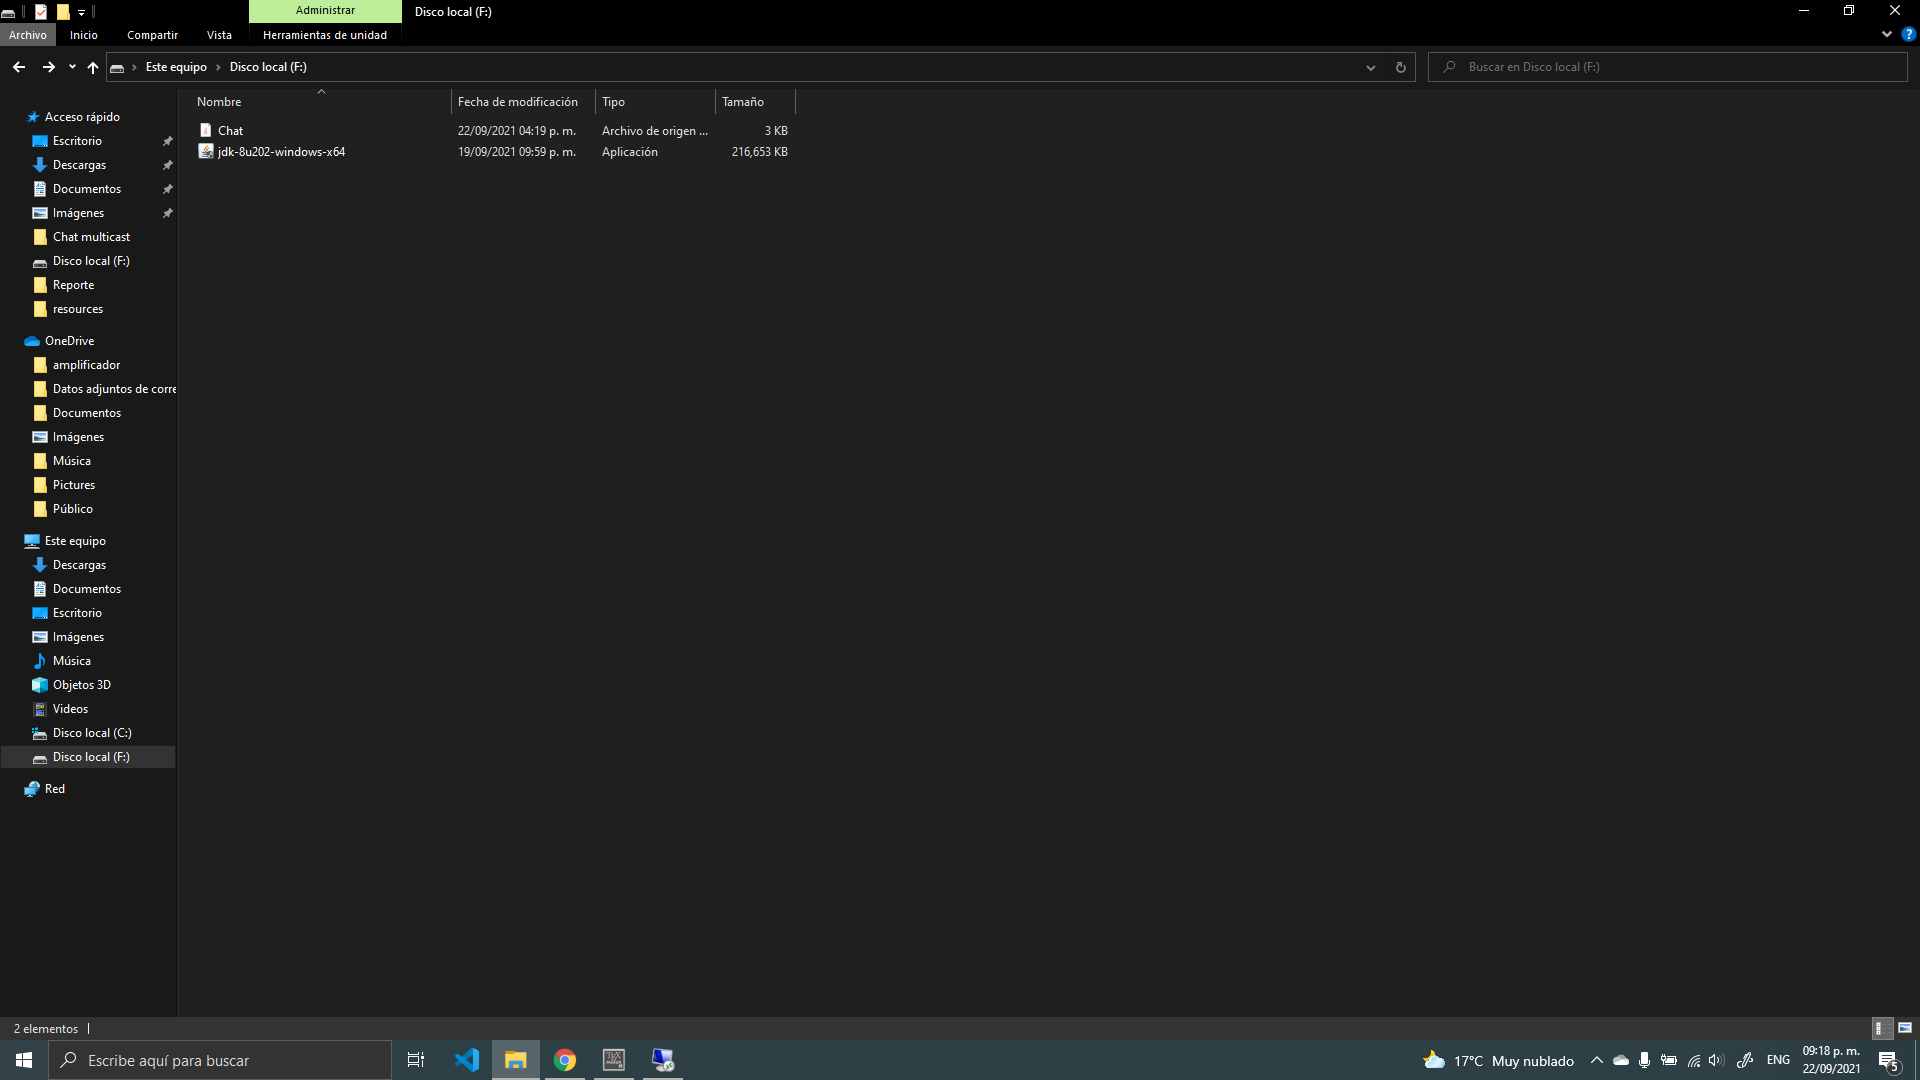 Administrar
Disco local (F:)
Archivo
Inicio
Compartir
Vista
Herramientas de unidad
?
Este equipo
Disco local (F:)
Buscar en Disco local (F:)
Nombre
Fecha de modificación
Tipo
Tamaño
Chat
22/09/2021 04:19 p. m.
Archivo de origen ...
3 KB
jdk-8u202-windows-x64
19/09/2021 09:59 p. m.
Aplicación
216,653 KB
Acceso rápido
Escritorio
Descargas
Documentos
Imágenes
Chat multicast
Disco local (F:)
Reporte
resources
OneDrive
amplificador
Datos adjuntos de corre
Documentos
Imágenes
Música
Pictures
Público
Este equipo
Descargas
Documentos
Escritorio
Imágenes
Música
Objetos 3D
Videos
Disco local (C:)
Disco local (F:)
Red
2 elementos
Escribe aquí para buscar
17°C Muy nublado
ENG
09:18 p. m.
22/09/2021
5